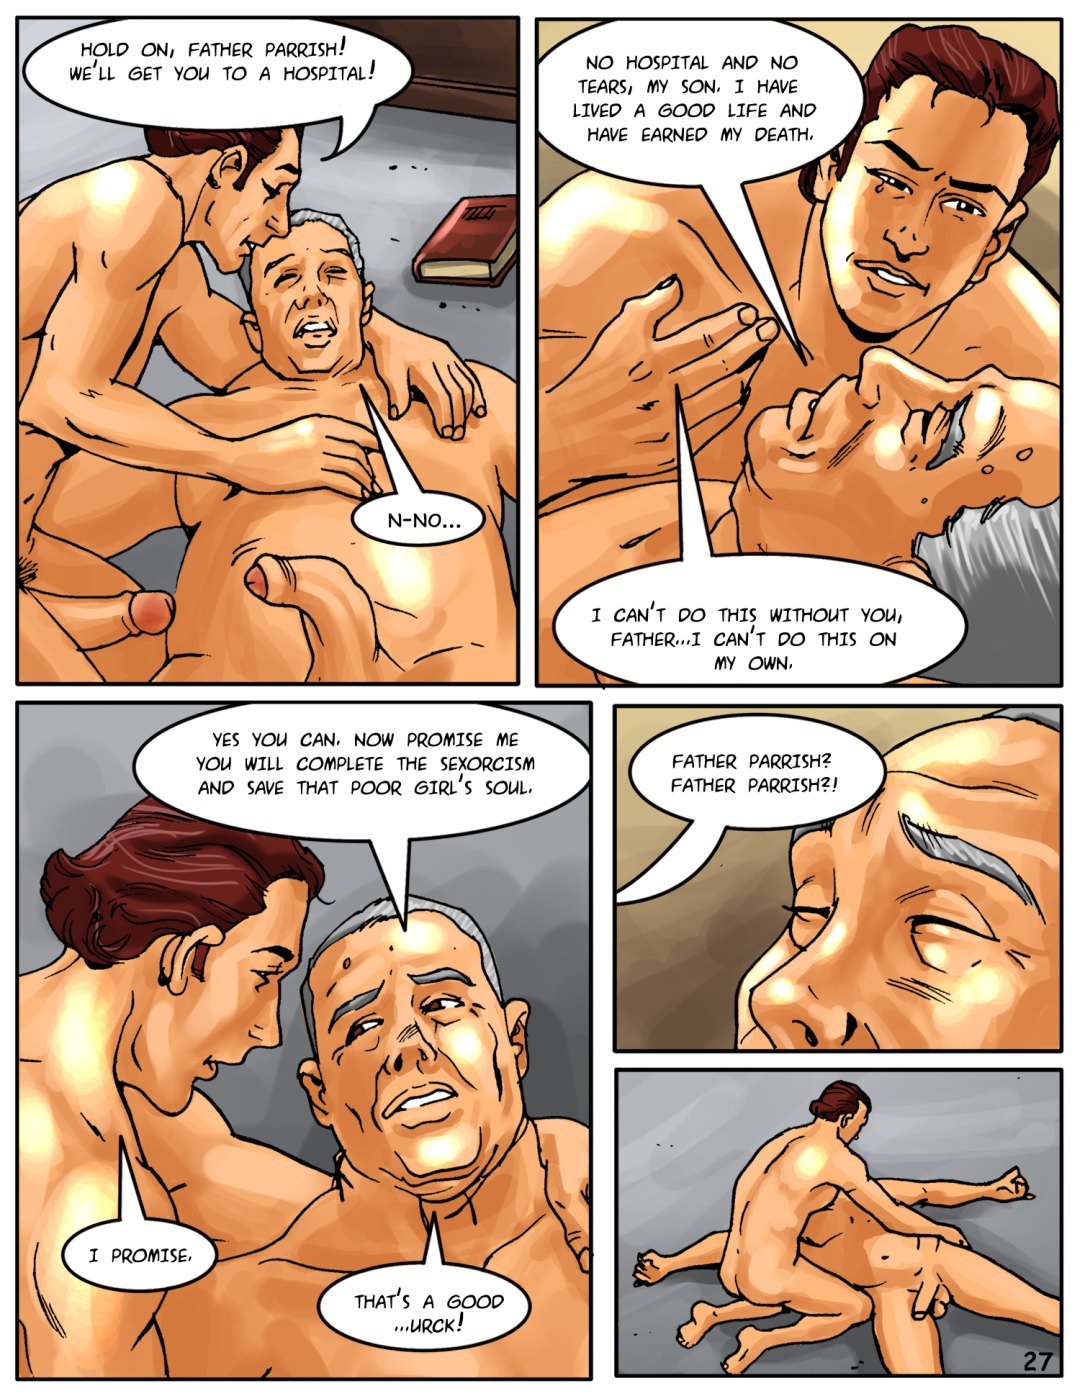 HOLD ON, FATHER PARRISH!
WE'LL GET YOU TO A HOSPITAL!
N-NO...
NO HOSPITAL AND NO
TEARS, MY SON. I HAVE
LIVED A GOOD LIFE AND
HAVE EARNED MY DEATH.
I CAN'T DO THIS WITHOUT YOU,
FATHER...I CAN'T DO THIS ON
MY OWN.
YES YOU CAN. NOW PROMISE ME
YOU WILL COMPLETE THE SEXORCISM
AND SAVE THAT POOR GIRL'S SOUL.
I PROMISE.
THAT'S A GOOD
...URCK!
FATHER PARRISH?
FATHER PARRISH?!
27